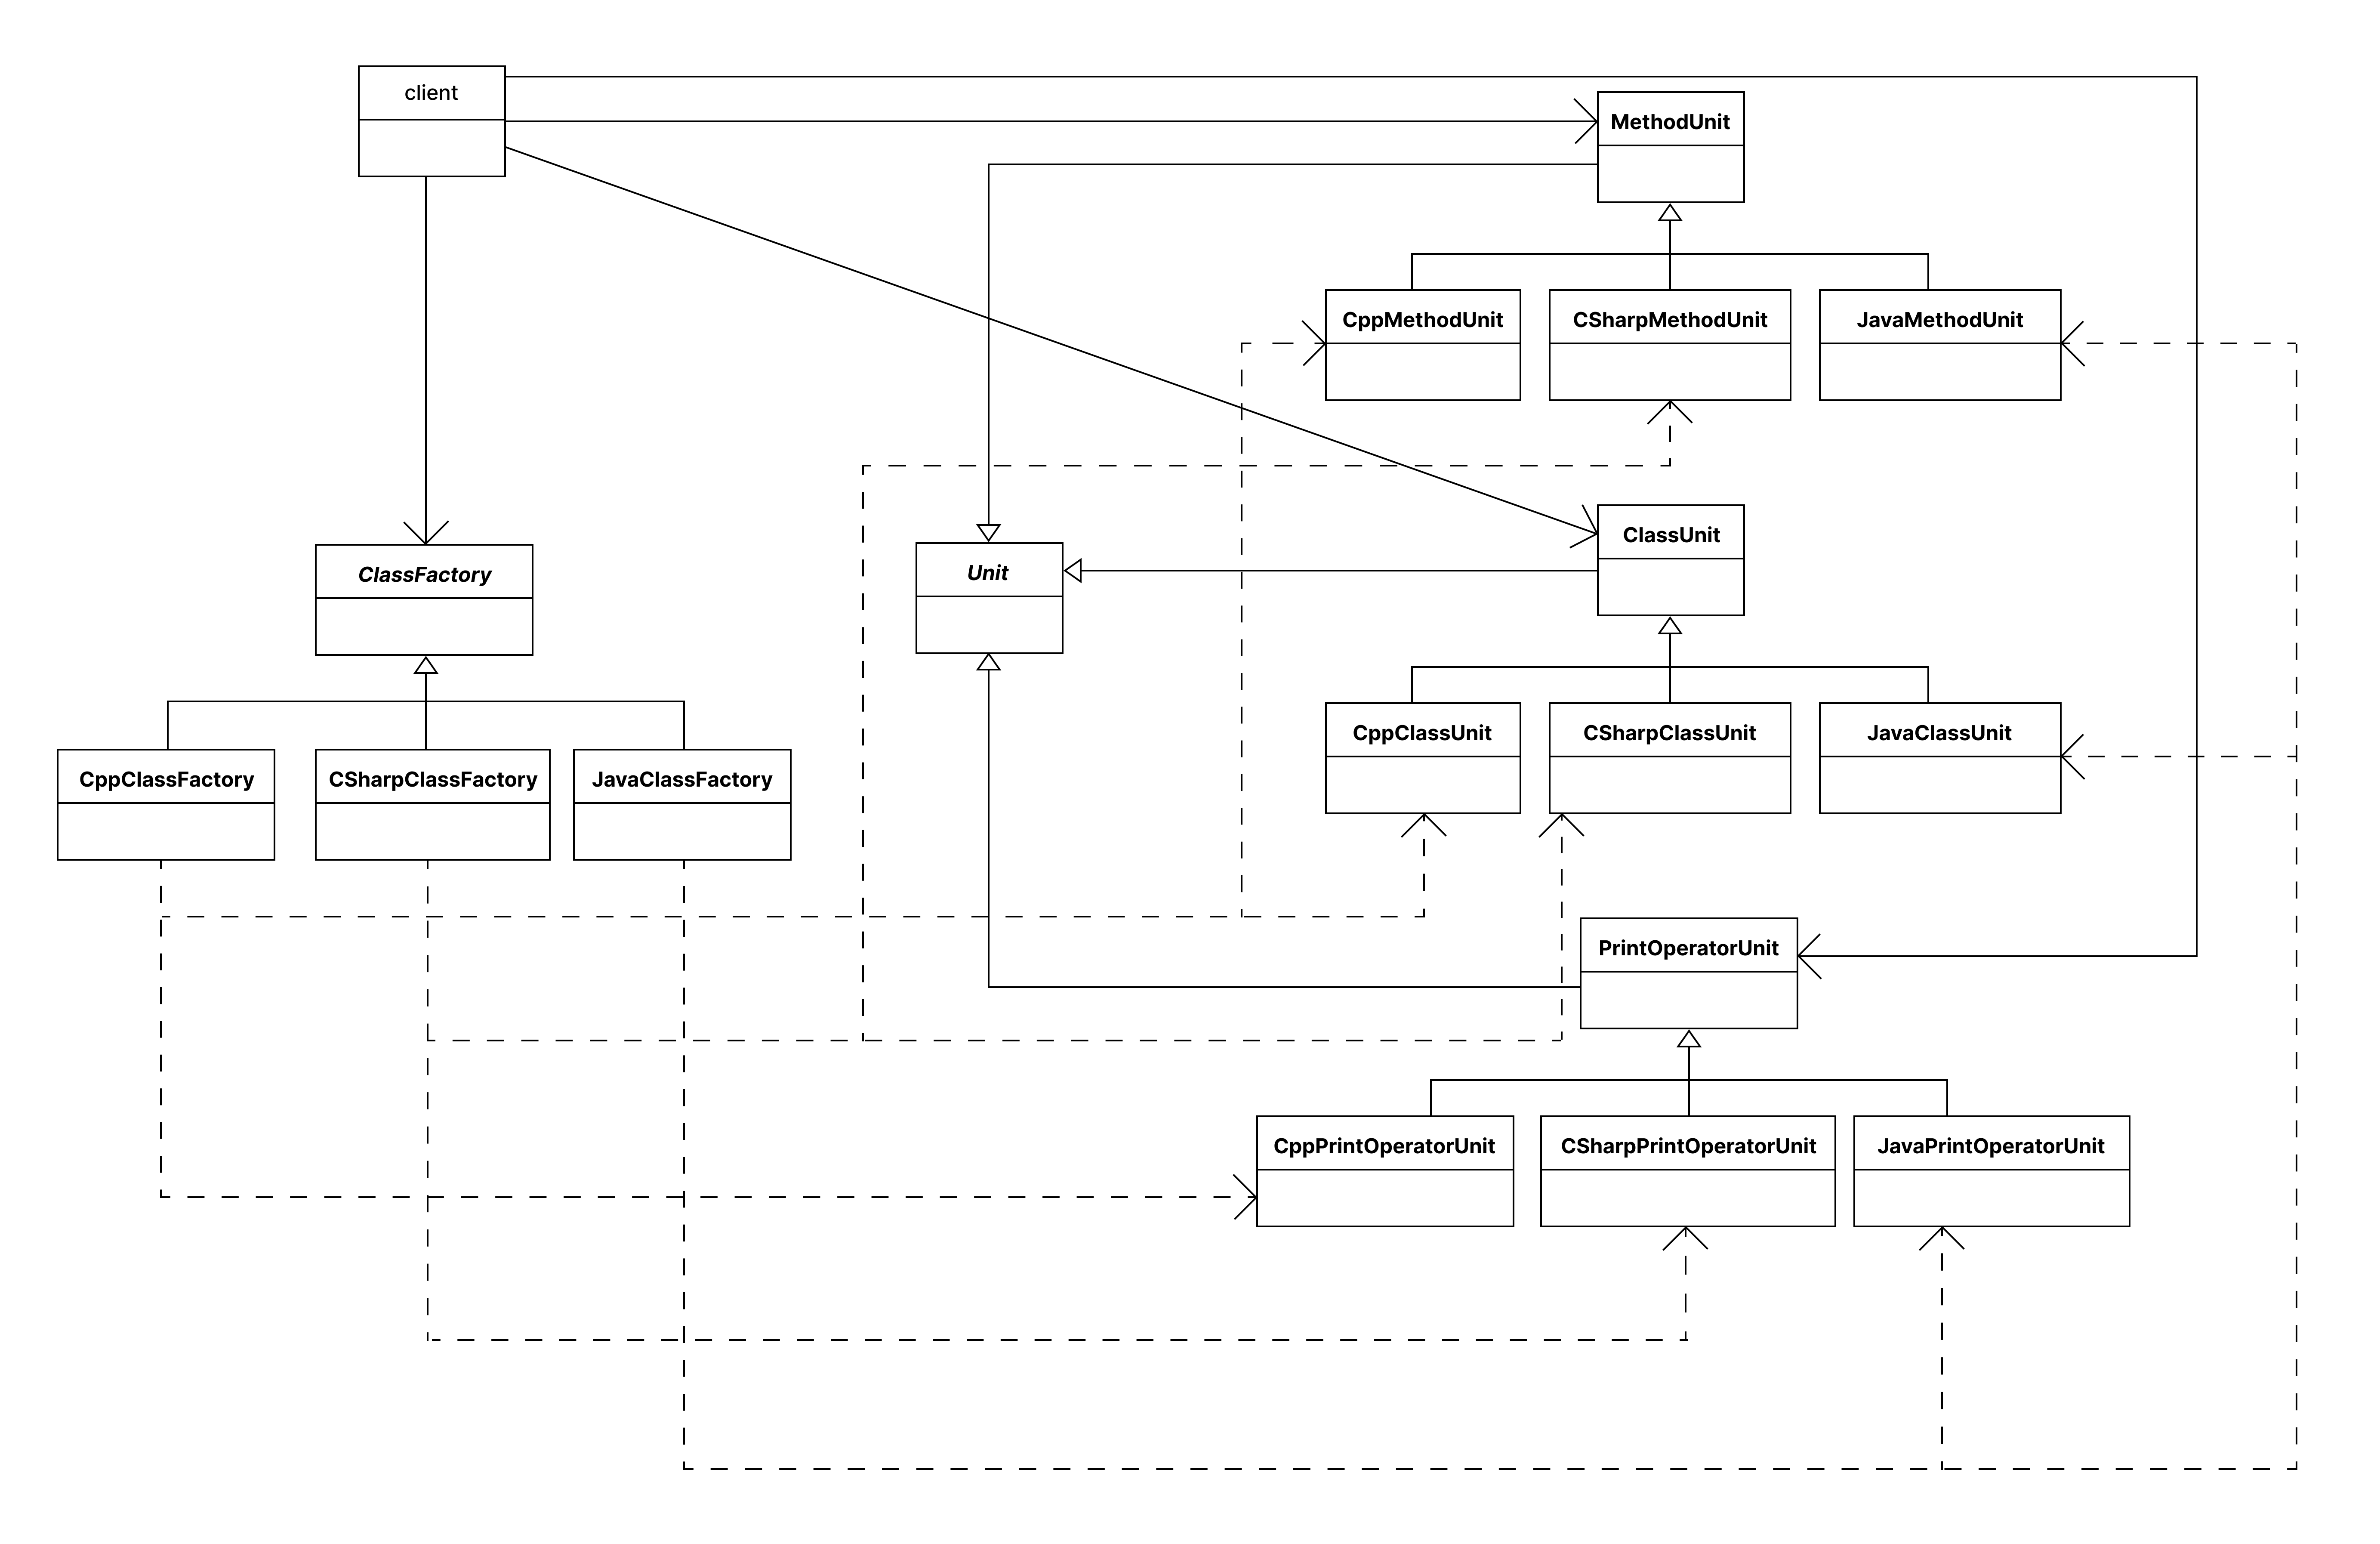 client
MethodUnit
CppMethodUnit
CSharpMethodUnit
JavaMethodUnit
ClassFactory
Unit
ClassUnit
CppClassUnit
CSharpClassUnit
JavaClassUnit
CppClassFactory
CSharpClassFactory
JavaClassFactory
PrintOperatorUnit
CppPrintOperatorUnit
CSharpPrintOperatorUnit
JavaPrintOperatorUnit